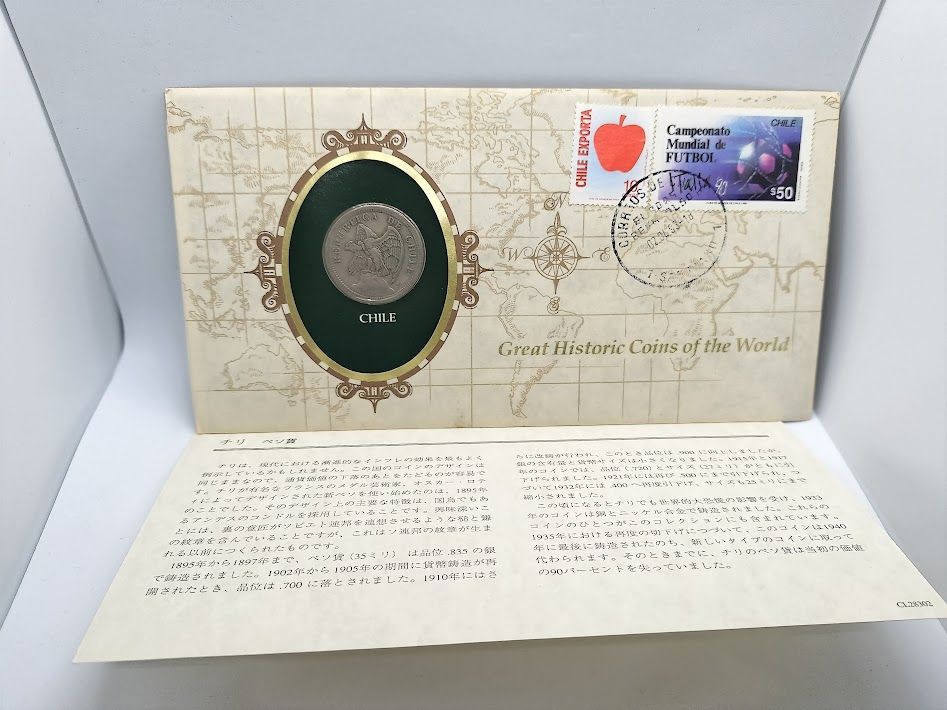 CHILE EXPORTA
Campeonato
Mundial de
FUTBOL
CHILE
Italia
90
$50
CORREOS DE
REPUBLICA DE CHILE
CHILE
Great Historic Coins of the World
チリ ペソ貨
チリは、現代における漸進的なインフレの効果を最もよく
例示しているかもしれません。この国のコインのデザインは
同じままなので、通貨価値の下落のあとをたどるのが容易で
す。チリが有名なフランスのメダル芸術家、オスカー・ロテ
ィによってデザインされた新ペソを使い始めたのは、1895年
のことでした。そのデザイン上の主要な特徴は、因島でもあ
るアンデスのコンドルを採用していることです。興味深いこ
とには、裏の意匠がソビエト連邦を連想させるような槌と鎌
の紋章を含んでいることですが、これはソ連邦の紋章が生ま
れる以前につくられたものです。
1895年から1897年まで、ペソ貨(35ミリ)は品位 .835 の銀
で鋳造されました。1902年から1905年の期間に貨幣鋳造が再
開されたとき、品位は .700 に落とされました。1910年にはさ
らに改鋳が行われ、このとき品位は .900 に向上しましたが、
銀の含有量と貨幣サイズは小さくなりました。1915年と1917
年のコインでは、品位(.720)とサイズ(27ミリ)がともに引き
下げられました。1921年には再び .500 まで引下げられ、つ
づいて1932年には .400 へ再度引下げ、サイズも25ミリにまで
縮小されました。
この頃になるとチリでも世界的大恐慌の影響を受け、1933
年のコインは銅とニッケル合金で鋳造されました。これらの
コインのひとつがこのコレクションにも含まれています。
1935年における再度の切下げにつづいて、このコインは1940
年に最後に鋳造されたのち、新しいタイプのコインに取って
代わられます。そのときまでに、チリのペソ貨は当初の価値
の90パーセントを失っていました。
CL28302